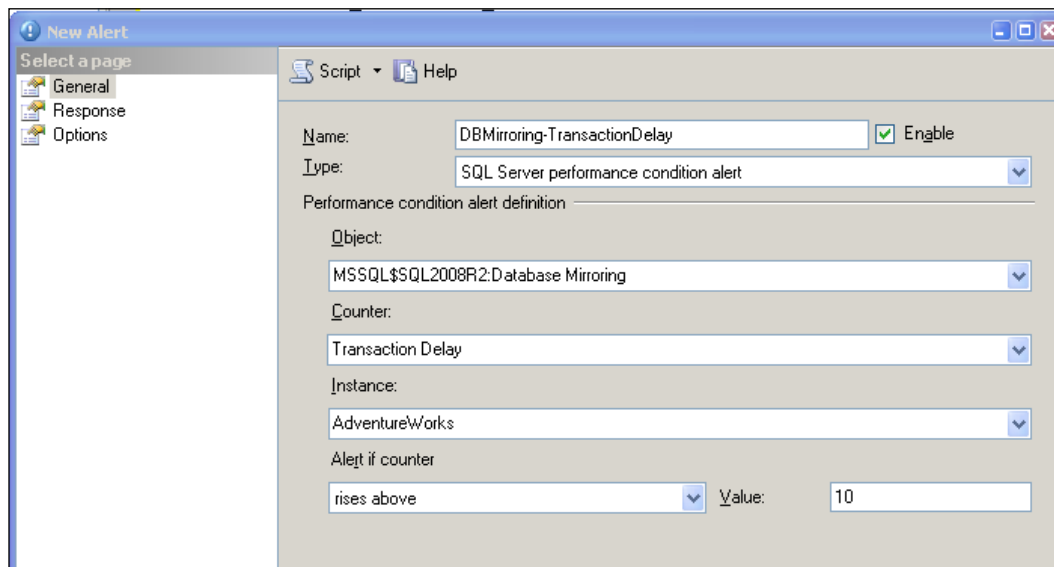 New Alert
Select a page
General
Response
Options
Script
Help
Name:
DBMirroring-TransactionDelay
Enable
Type:
SQL Server performance condition alert
Performance condition alert definition
Object:
MSSQL$SQL2008R2:Database Mirroring
Counter:
Transaction Delay
Instance:
AdventureWorks
Alert if counter
rises above
Value:
10